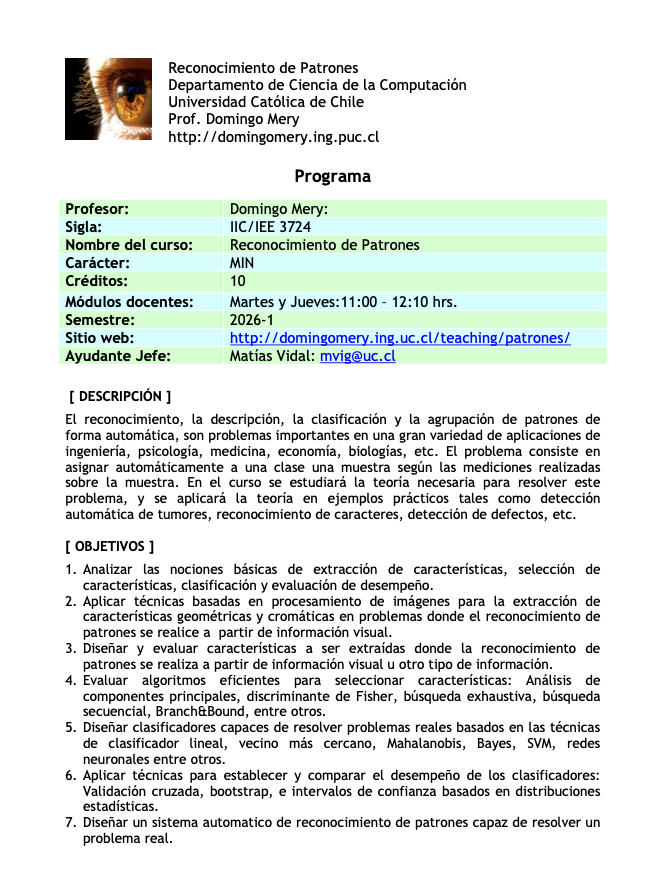 Reconocimiento de Patrones
Departamento de Ciencia de la Computación
Universidad Católica de Chile
Prof. Domingo Mery
http://domingomery.ing.puc.cl
Programa
Profesor: Domingo Mery:
Sigla: IIC/IEE 3724
Nombre del curso: Reconocimiento de Patrones
Carácter: MIN
Créditos: 10
Módulos docentes: Martes y Jueves:11:00 – 12:10 hrs.
Semestre: 2026-1
Sitio web: http://domingomery.ing.uc.cl/teaching/patrones/
Ayudante Jefe: Matías Vidal: mvig@uc.cl
[ DESCRIPCIÓN ]
El reconocimiento, la descripción, la clasificación y la agrupación de patrones de
forma automática, son problemas importantes en una gran variedad de aplicaciones de
ingeniería, psicología, medicina, economía, biologías, etc. El problema consiste en
asignar automáticamente a una clase una muestra según las mediciones realizadas
sobre la muestra. En el curso se estudiará la teoría necesaria para resolver este
problema, y se aplicará la teoría en ejemplos prácticos tales como detección
automática de tumores, reconocimiento de caracteres, detección de defectos, etc.
[ OBJETIVOS ]
1. Analizar las nociones básicas de extracción de características, selección de
características, clasificación y evaluación de desempeño.
2. Aplicar técnicas basadas en procesamiento de imágenes para la extracción de
características geométricas y cromáticas en problemas donde el reconocimiento de
patrones se realice a partir de información visual.
3. Diseñar y evaluar características a ser extraídas donde la reconocimiento de
patrones se realiza a partir de información visual u otro tipo de información.
4. Evaluar algoritmos eficientes para seleccionar características: Análisis de
componentes principales, discriminante de Fisher, búsqueda exhaustiva, búsqueda
secuencial, Branch&Bound, entre otros.
5. Diseñar clasificadores capaces de resolver problemas reales basados en las técnicas
de clasificador lineal, vecino más cercano, Mahalanobis, Bayes, SVM, redes
neuronales entre otros.
6. Aplicar técnicas para establecer y comparar el desempeño de los clasificadores:
Validación cruzada, bootstrap, e intervalos de confianza basados en distribuciones
estadísticas.
7. Diseñar un sistema automatico de reconocimiento de patrones capaz de resolver un
problema real.